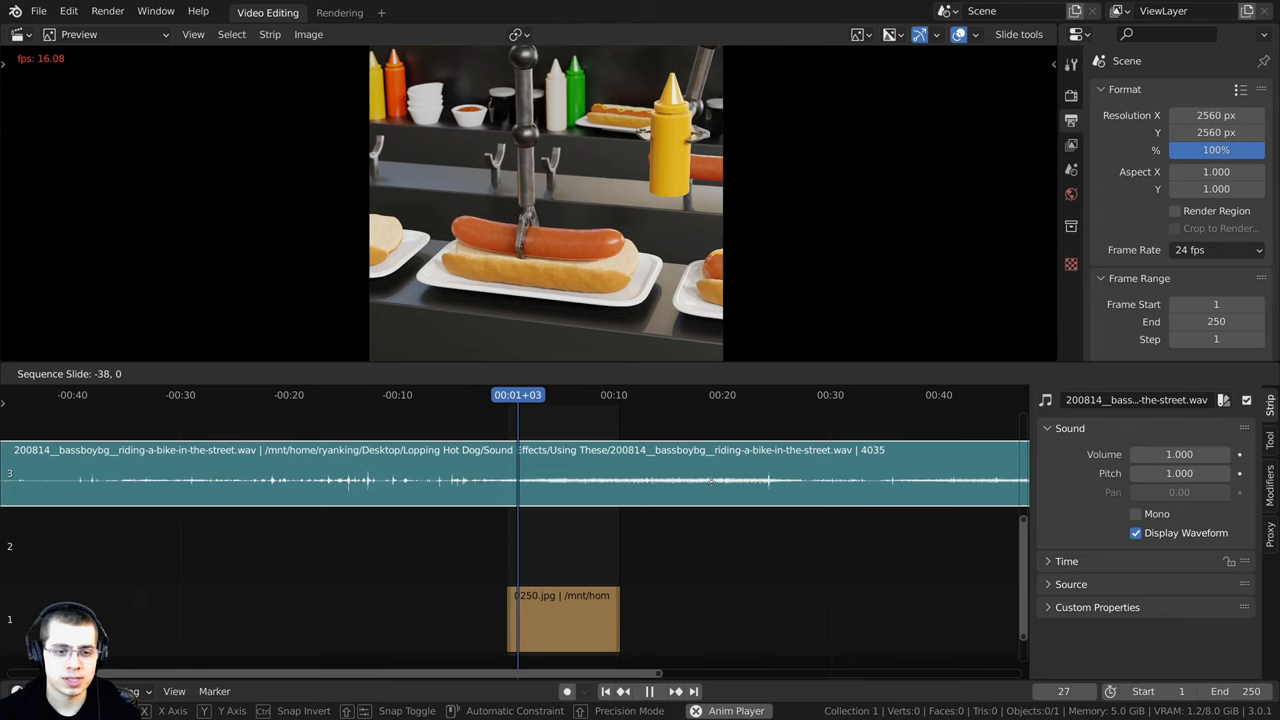 File Edit Render Window Help Video Editing Rendering + Scene ViewLayer
Preview View Select Strip Image Slide tools
fps: 16.08
Scene
Format
Resolution X 2560 px
Y 2560 px
% 100%
Aspect X 1.000
Y 1.000
Render Region
Crop to Render...
Frame Rate 24 fps
Frame Range
Frame Start 1
End 250
Step 1
Sequence Slide: -38, 0
-00:40 -00:30 -00:20 -00:10 00:01+03 00:10 00:20 00:30 00:40
200814__bass...-the-street.wav
Strip
Tool
Modifiers
Proxy
Sound
Volume 1.000
Pitch 1.000
Pan 0.00
Mono
Display Waveform
Time
Source
Custom Properties
200814__bassboybg__riding-a-bike-in-the-street.wav | /mnt/home/ryanking/Desktop/Lopping Hot Dog/Sound Effects/Using These/200814__bassboybg__riding-a-bike-in-the-street.wav | 4035
3
2
1
0250.jpg | /mnt/hom
View Marker 27 Start 1 End 250
X X Axis Y Y Axis Ctrl Snap Invert Snap Toggle Automatic Constraint Precision Mode Anim Player Collection 1 | Verts:0 | Faces:0 | Tris:0 | Objects:0/1 | Memory: 5.0 GiB | VRAM: 1.2/8.0 GiB | 3.0.1